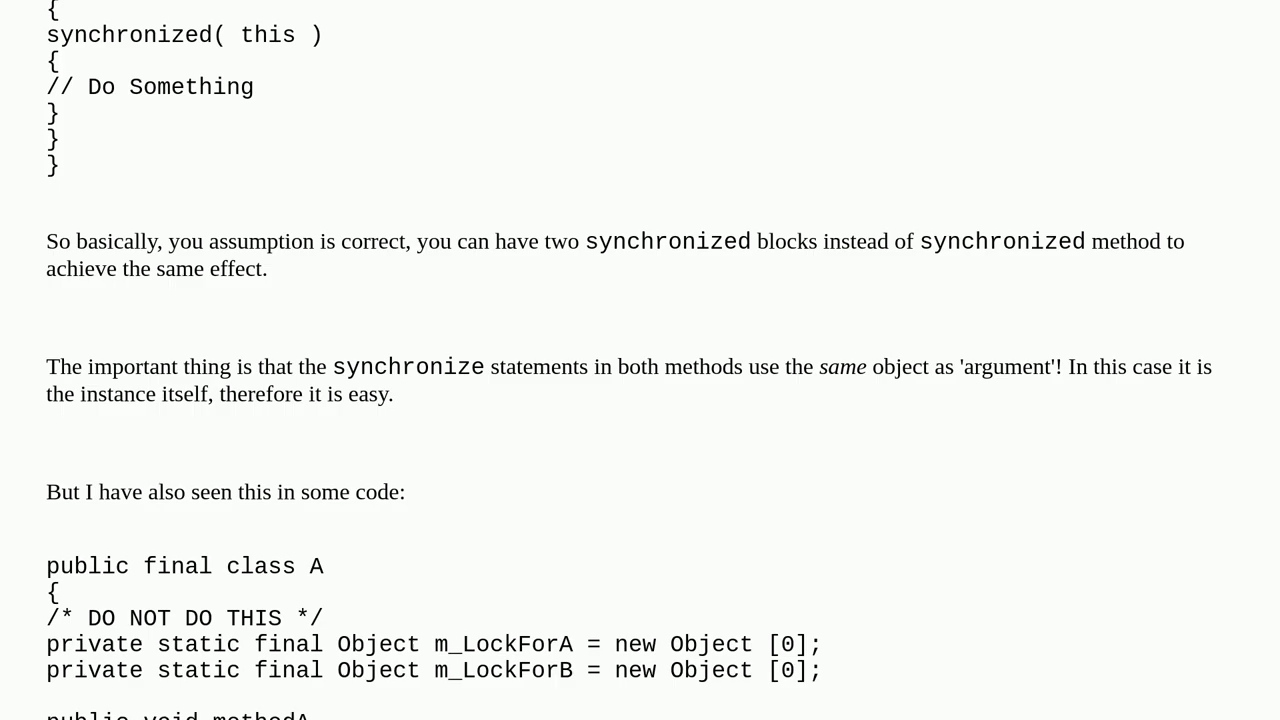 {
synchronized( this )
{
// Do Something
}
}
}
So basically, you assumption is correct, you can have two synchronized blocks instead of synchronized method to
achieve the same effect.
The important thing is that the synchronize statements in both methods use the same object as 'argument'! In this case it is
the instance itself, therefore it is easy.
But I have also seen this in some code:
public final class A
{
/* DO NOT DO THIS */
private static final Object m_LockForA = new Object [0];
private static final Object m_LockForB = new Object [0];
public void methodA